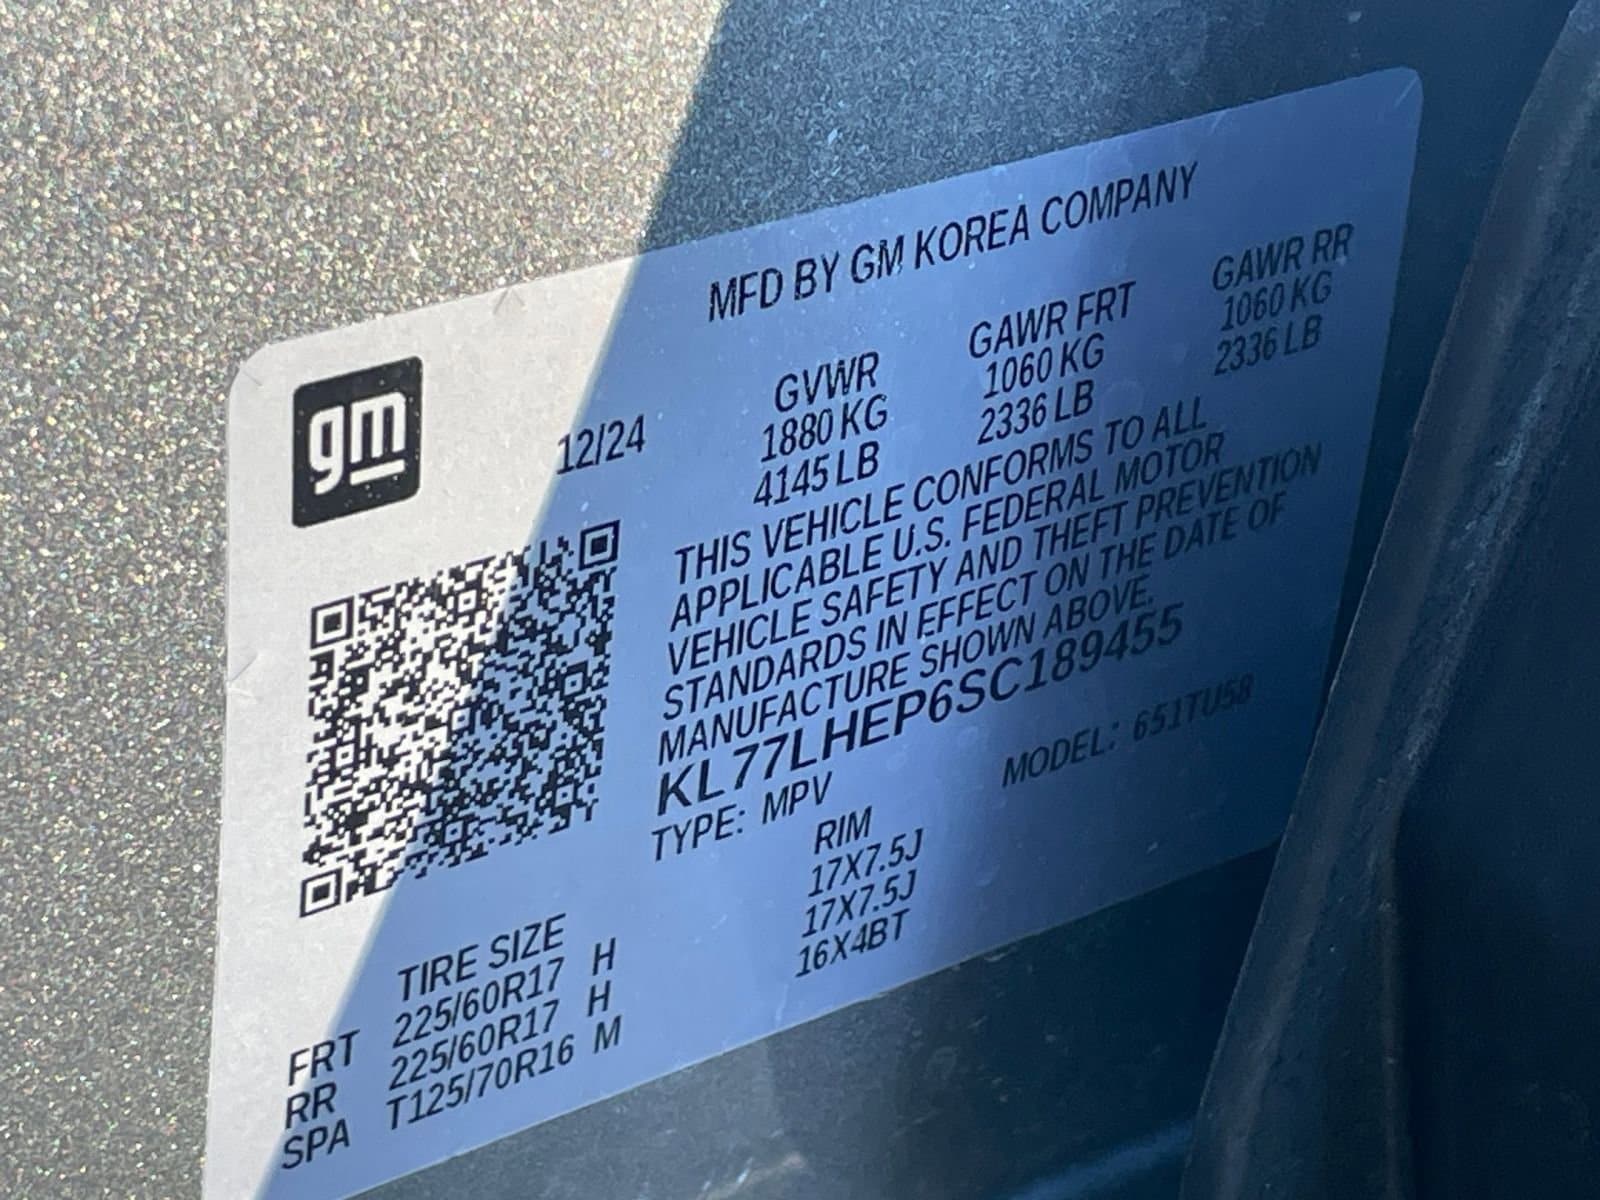 MFD BY GM KOREA COMPANY
gm
12/24
GVWR GAWR FRT GAWR RR
1880 KG 1060 KG 1060 KG
4145 LB 2336 LB 2336 LB
THIS VEHICLE CONFORMS TO ALL
APPLICABLE U.S. FEDERAL MOTOR
VEHICLE SAFETY AND THEFT PREVENTION
STANDARDS IN EFFECT ON THE DATE OF
MANUFACTURE SHOWN ABOVE.
KL77LHEP6SC189455
TYPE: MPV MODEL: 651TU58
TIRE SIZE RIM
FRT 225/60R17 H 17X7.5J
RR 225/60R17 H 17X7.5J
SPA T125/70R16 M 16X4BT